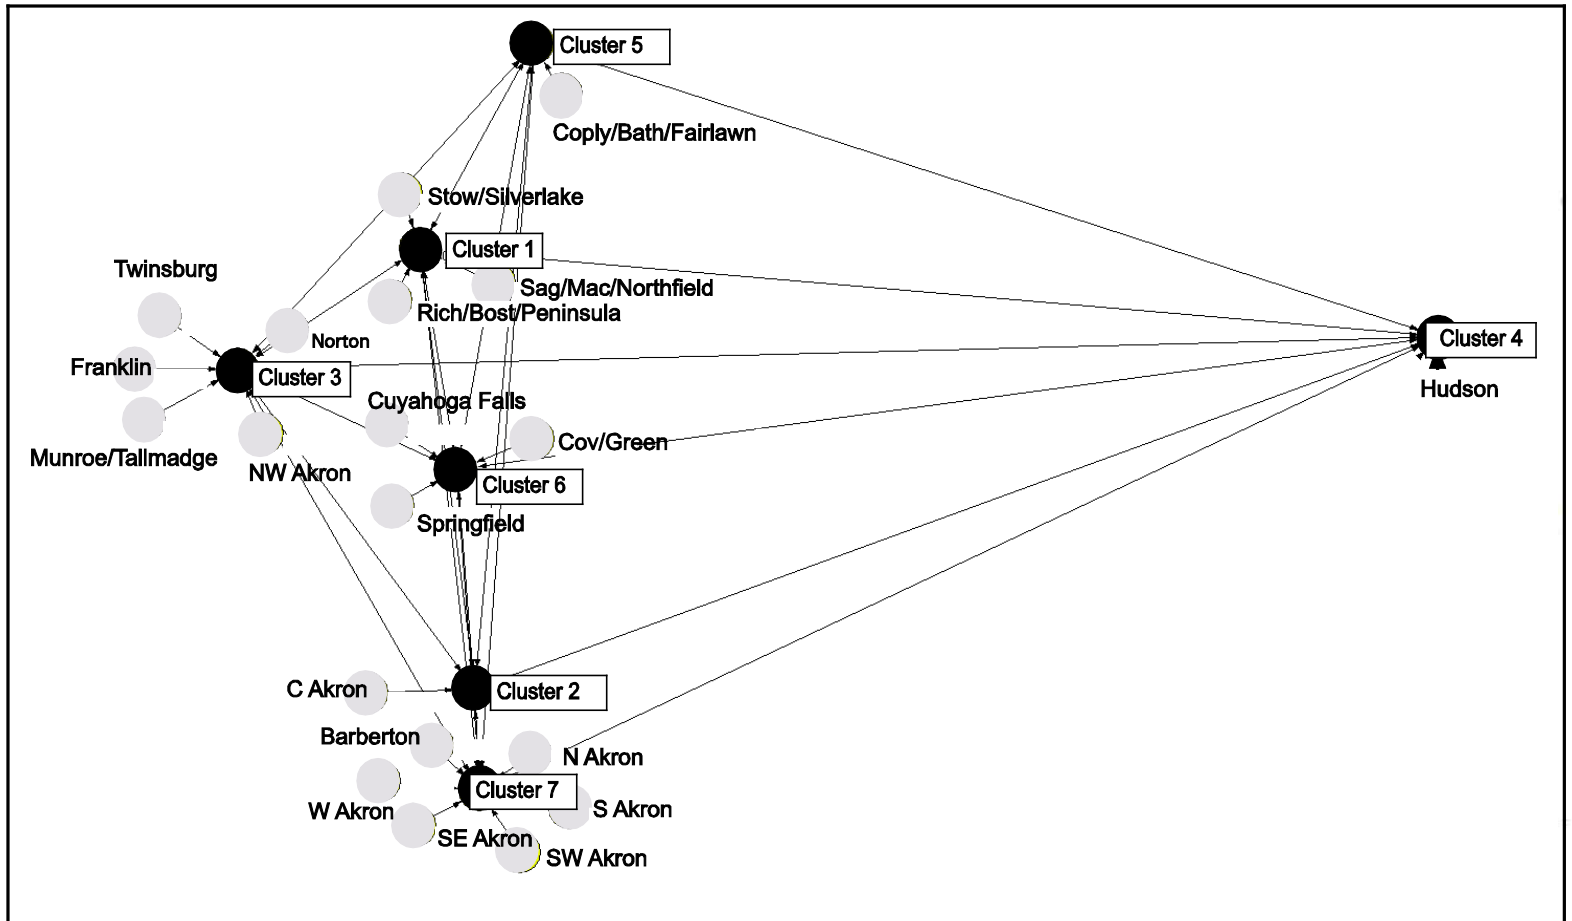 Cluster 5
Coply/Bath/Fairlawn
Stow/Silverlake
Cluster 1
Twinsburg
Sag/Mac/Northfield
Rich/Bost/Peninsula
Norton
Cluster 4
Franklin
Cluster 3
Hudson
Cuyahoga Falls
Cov/Green
Munroe/Tallmadge
NW Akron
Cluster 6
Springfield
C Akron
Cluster 2
Barberton
N Akron
Cluster 7
W Akron
S Akron
SE Akron
SW Akron